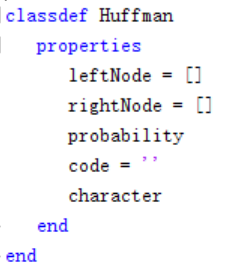 classdef Huffman
properties
leftNode = []
rightNode = []
probability
code = ''
character
end
end